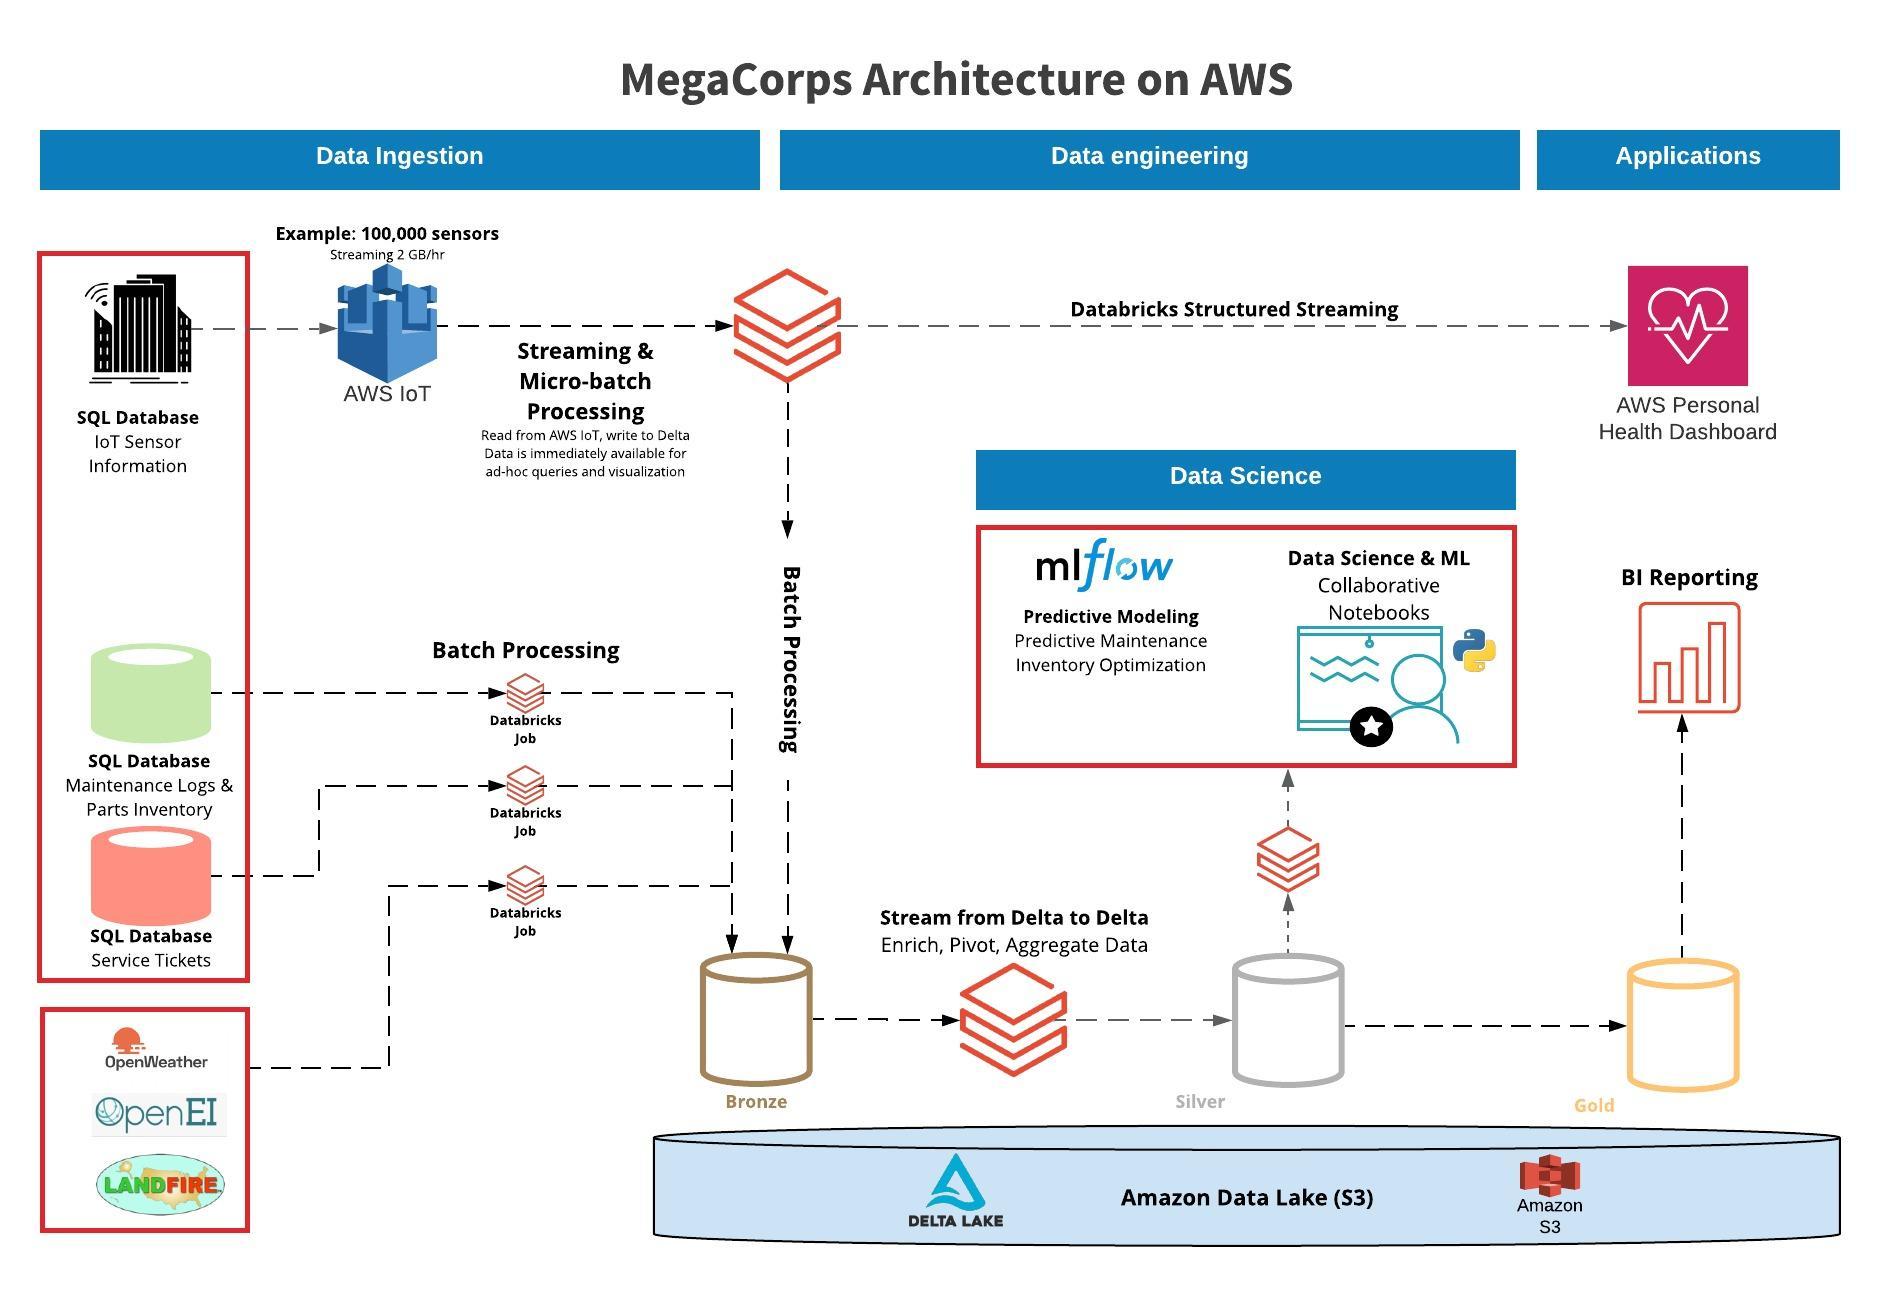 MegaCorps Architecture on AWS
Data Ingestion
Data engineering
Applications
Example: 100,000 sensors
Streaming 2 GB/hr
AWS IoT
SQL Database
IoT Sensor
Information
Streaming &
Micro-batch
Processing
Read from AWS IoT, write to Delta
Data is immediately available for
ad-hoc queries and visualization
Databricks Structured Streaming
AWS Personal
Health Dashboard
Data Science
mlflow
Predictive Modeling
Predictive Maintenance
Inventory Optimization
Data Science & ML
Collaborative
Notebooks
BI Reporting
Batch Processing
Batch Processing
Databricks
Job
Databricks
Job
Databricks
Job
SQL Database
Maintenance Logs &
Parts Inventory
SQL Database
Service Tickets
Stream from Delta to Delta
Enrich, Pivot, Aggregate Data
OpenWeather
OpenEI
LANDFIRE
Bronze
Silver
Gold
DELTA LAKE
Amazon Data Lake (S3)
Amazon
S3